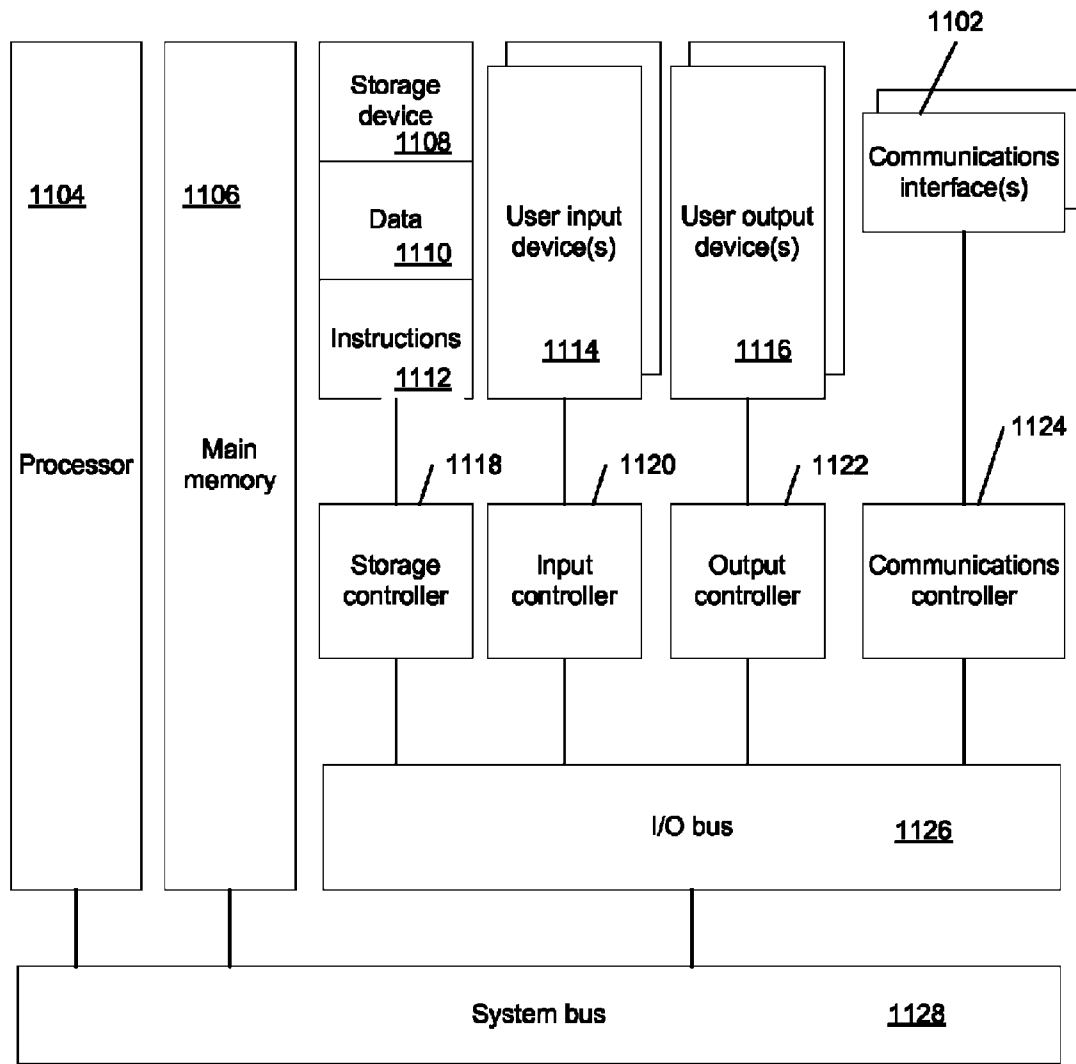 1102
1104
Processor
1106
Main
memory
Storage
device
1108
Data
1110
Instructions
1112
User input
device(s)
1114
User output
device(s)
1116
Communications
interface(s)
1118
Storage
controller
1120
Input
controller
1122
Output
controller
1124
Communications
controller
I/O bus
1126
System bus
1128